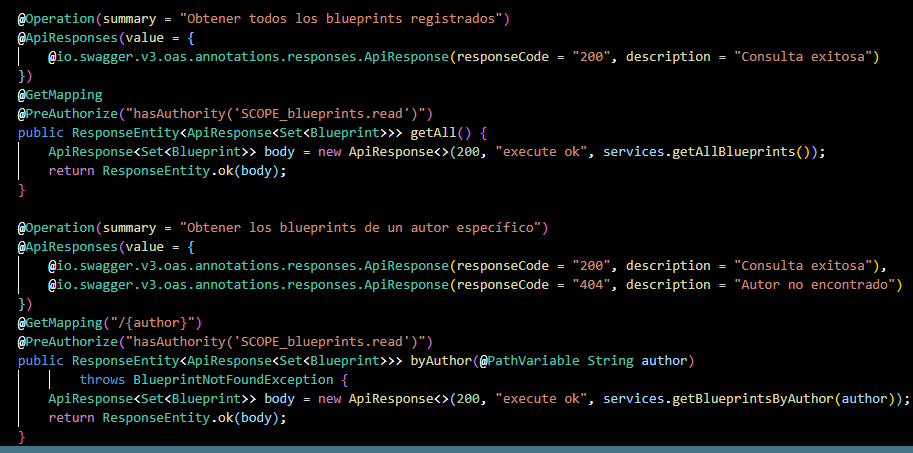 @Operation(summary = "Obtener todos los blueprints registrados")
@ApiResponses(value = {
@io.swagger.v3.oas.annotations.responses.ApiResponse(responseCode = "200", description = "Consulta exitosa")
})
@GetMapping
@PreAuthorize("hasAuthority('SCOPE_blueprints.read')")
public ResponseEntity<ApiResponse<Set<Blueprint>>> getAll() {
ApiResponse<Set<Blueprint>> body = new ApiResponse<>(200, "execute ok", services.getAllBlueprints());
return ResponseEntity.ok(body);
}
@Operation(summary = "Obtener los blueprints de un autor específico")
@ApiResponses(value = {
@io.swagger.v3.oas.annotations.responses.ApiResponse(responseCode = "200", description = "Consulta exitosa"),
@io.swagger.v3.oas.annotations.responses.ApiResponse(responseCode = "404", description = "Autor no encontrado")
})
@GetMapping("/{author}")
@PreAuthorize("hasAuthority('SCOPE_blueprints.read')")
public ResponseEntity<ApiResponse<Set<Blueprint>>> byAuthor(@PathVariable String author)
throws BlueprintNotFoundException {
ApiResponse<Set<Blueprint>> body = new ApiResponse<>(200, "execute ok", services.getBlueprintsByAuthor(author));
return ResponseEntity.ok(body);
}